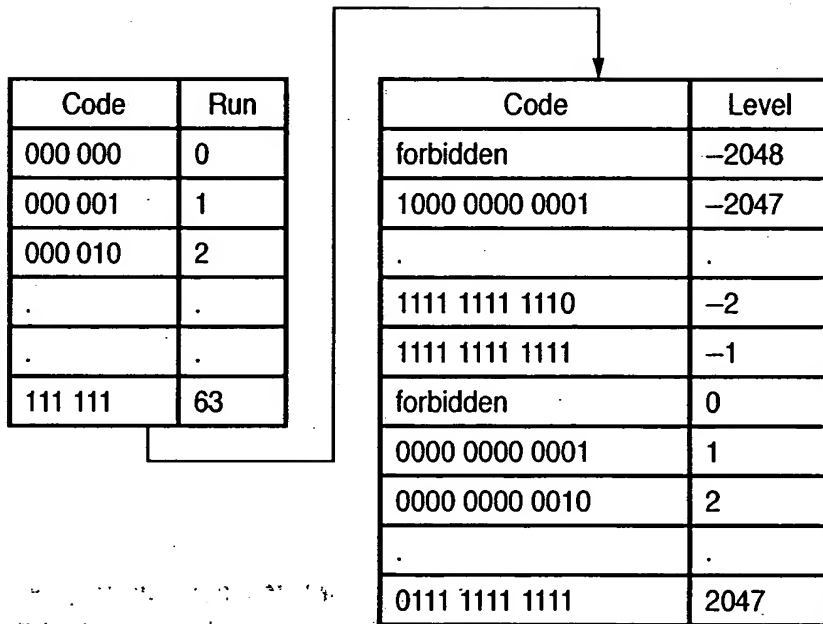 Code Run
000 000 0
000 001 1
000 010 2
. .
. .
111 111 63
Code Level
forbidden –2048
1000 0000 0001 –2047
. .
1111 1111 1110 –2
1111 1111 1111 –1
forbidden 0
0000 0000 0001 1
0000 0000 0010 2
. .
0111 1111 1111 2047